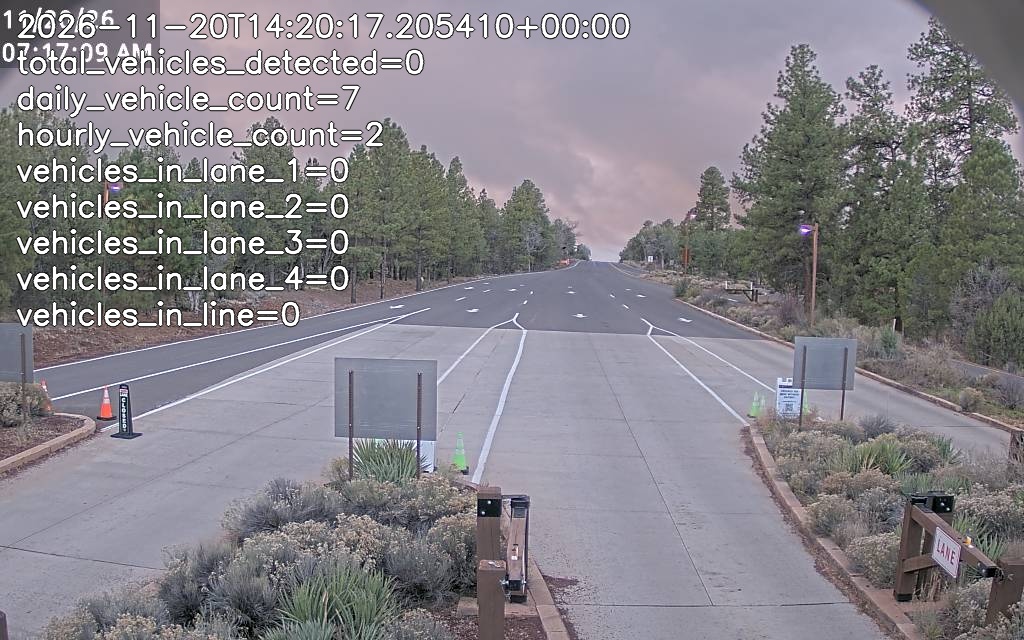 2026-11-20T14:20:17.205410+00:00
07:17:09 AM
total_vehicles_detected=0
daily_vehicle_count=7
hourly_vehicle_count=2
vehicles_in_lane_1=0
vehicles_in_lane_2=0
vehicles_in_lane_3=0
vehicles_in_lane_4=0
vehicles_in_line=0
CLOSED
LANE